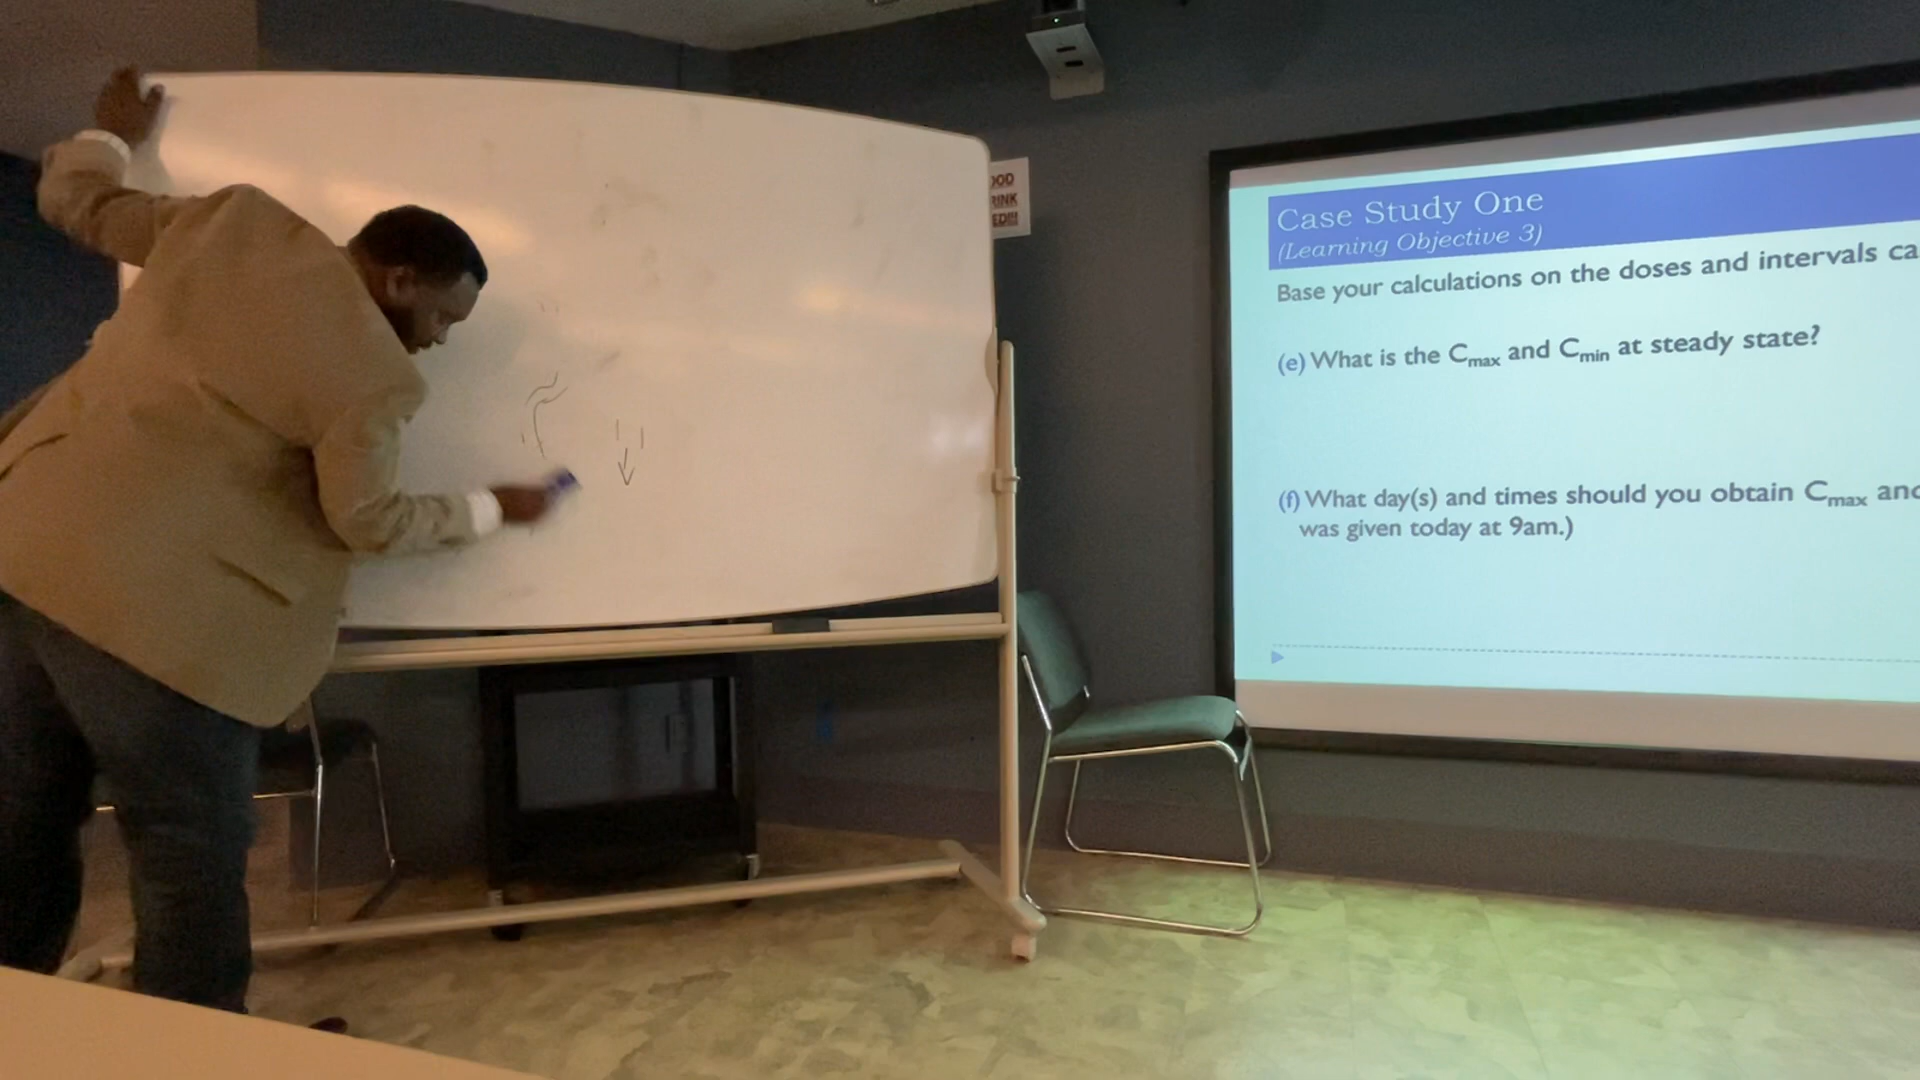 RINK
Case Study One
(Learning Objective 3)
Base your calculations on the doses and intervals ca
(e) What is the Cmax and Cmin at steady state?
(f) What day(s) and times should you obtain Cmax and
was given today at 9am.)